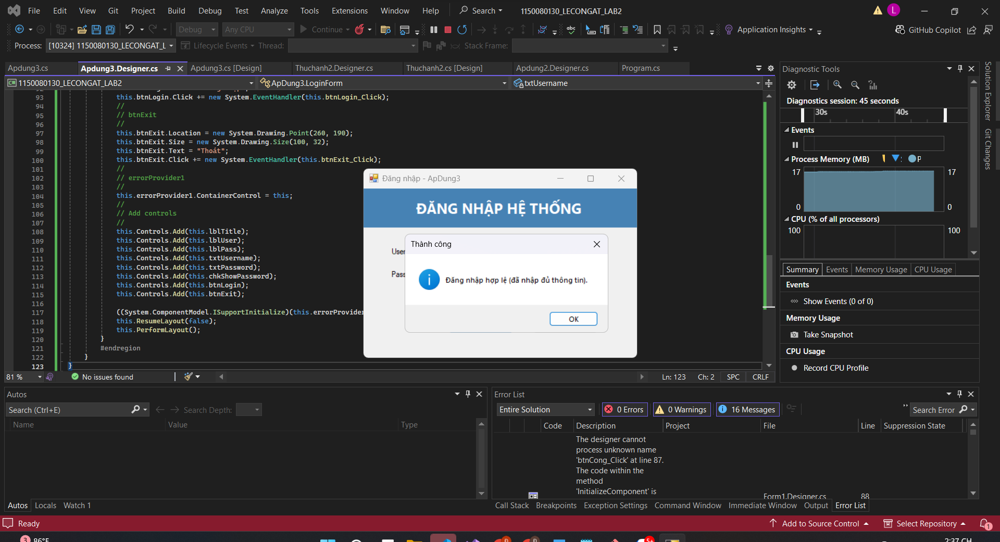 File Edit View Git Project Build Debug Test Analyze Tools Extensions Window Help Search 1150080130_LECONGAT_LAB2 L
Debug Any CPU Continue Application Insights GitHub Copilot
Process: [10324] 1150080130_LECONGAT_L Lifecycle Events Thread: Stack Frame:
Apdung3.cs Apdung3.Designer.cs Apdung3.cs [Design] Thuchanh2.Designer.cs Thuchanh2.cs [Design] Apdung2.Designer.cs Program.cs
1150080130_LECONGAT_LAB2 ApDung3.LoginForm txtUsername
93 this.btnLogin.Click += new System.EventHandler(this.btnLogin_Click);
94 //
95 // btnExit
96 //
97 this.btnExit.Location = new System.Drawing.Point(260, 190);
98 this.btnExit.Size = new System.Drawing.Size(100, 32);
99 this.btnExit.Text = "Thoát";
100 this.btnExit.Click += new System.EventHandler(this.btnExit_Click);
101 //
102 // errorProvider1
103 //
104 this.errorProvider1.ContainerControl = this;
105 //
106 // Add controls
107 //
108 this.Controls.Add(this.lblTitle);
109 this.Controls.Add(this.lblUser);
110 this.Controls.Add(this.lblPass);
111 this.Controls.Add(this.txtUsername);
112 this.Controls.Add(this.txtPassword);
113 this.Controls.Add(this.chkShowPassword);
114 this.Controls.Add(this.btnLogin);
115 this.Controls.Add(this.btnExit);
116
117 ((System.ComponentModel.ISupportInitialize)(this.errorProvider
118 this.ResumeLayout(false);
119 this.PerformLayout();
120 }
121 #endregion
122 }
123 }
81 % No issues found Ln: 123 Ch: 2 SPC CRLF
Đăng nhập - ApDung3
ĐĂNG NHẬP HỆ THỐNG
User
Pass
Thành công
Đăng nhập hợp lệ (đã nhập đủ thông tin).
OK
Diagnostic Tools
Diagnostics session: 45 seconds
30s 40s
Events
Process Memory (MB) P
17 17
0 0
CPU (% of all processors)
100 100
Summary Events Memory Usage CPU Usage
Events
Show Events (0 of 0)
Memory Usage
Take Snapshot
CPU Usage
Record CPU Profile
Solution Explorer
Git Changes
Autos
Search (Ctrl+E) Search Depth:
Name Value Type
Autos Locals Watch 1
Error List
Entire Solution 0 Errors 0 Warnings 16 Messages Search Error
Code Description Project File Line Suppression State
The designer cannot
process unknown name
'btnCong_Click' at line 87.
The code within the
method
'InitializeComponent' is
Form1.Designer.cs 88
Call Stack Breakpoints Exception Settings Command Window Immediate Window Output Error List
Ready Add to Source Control Select Repository 1
3 86°F 5+ 2:37 CH